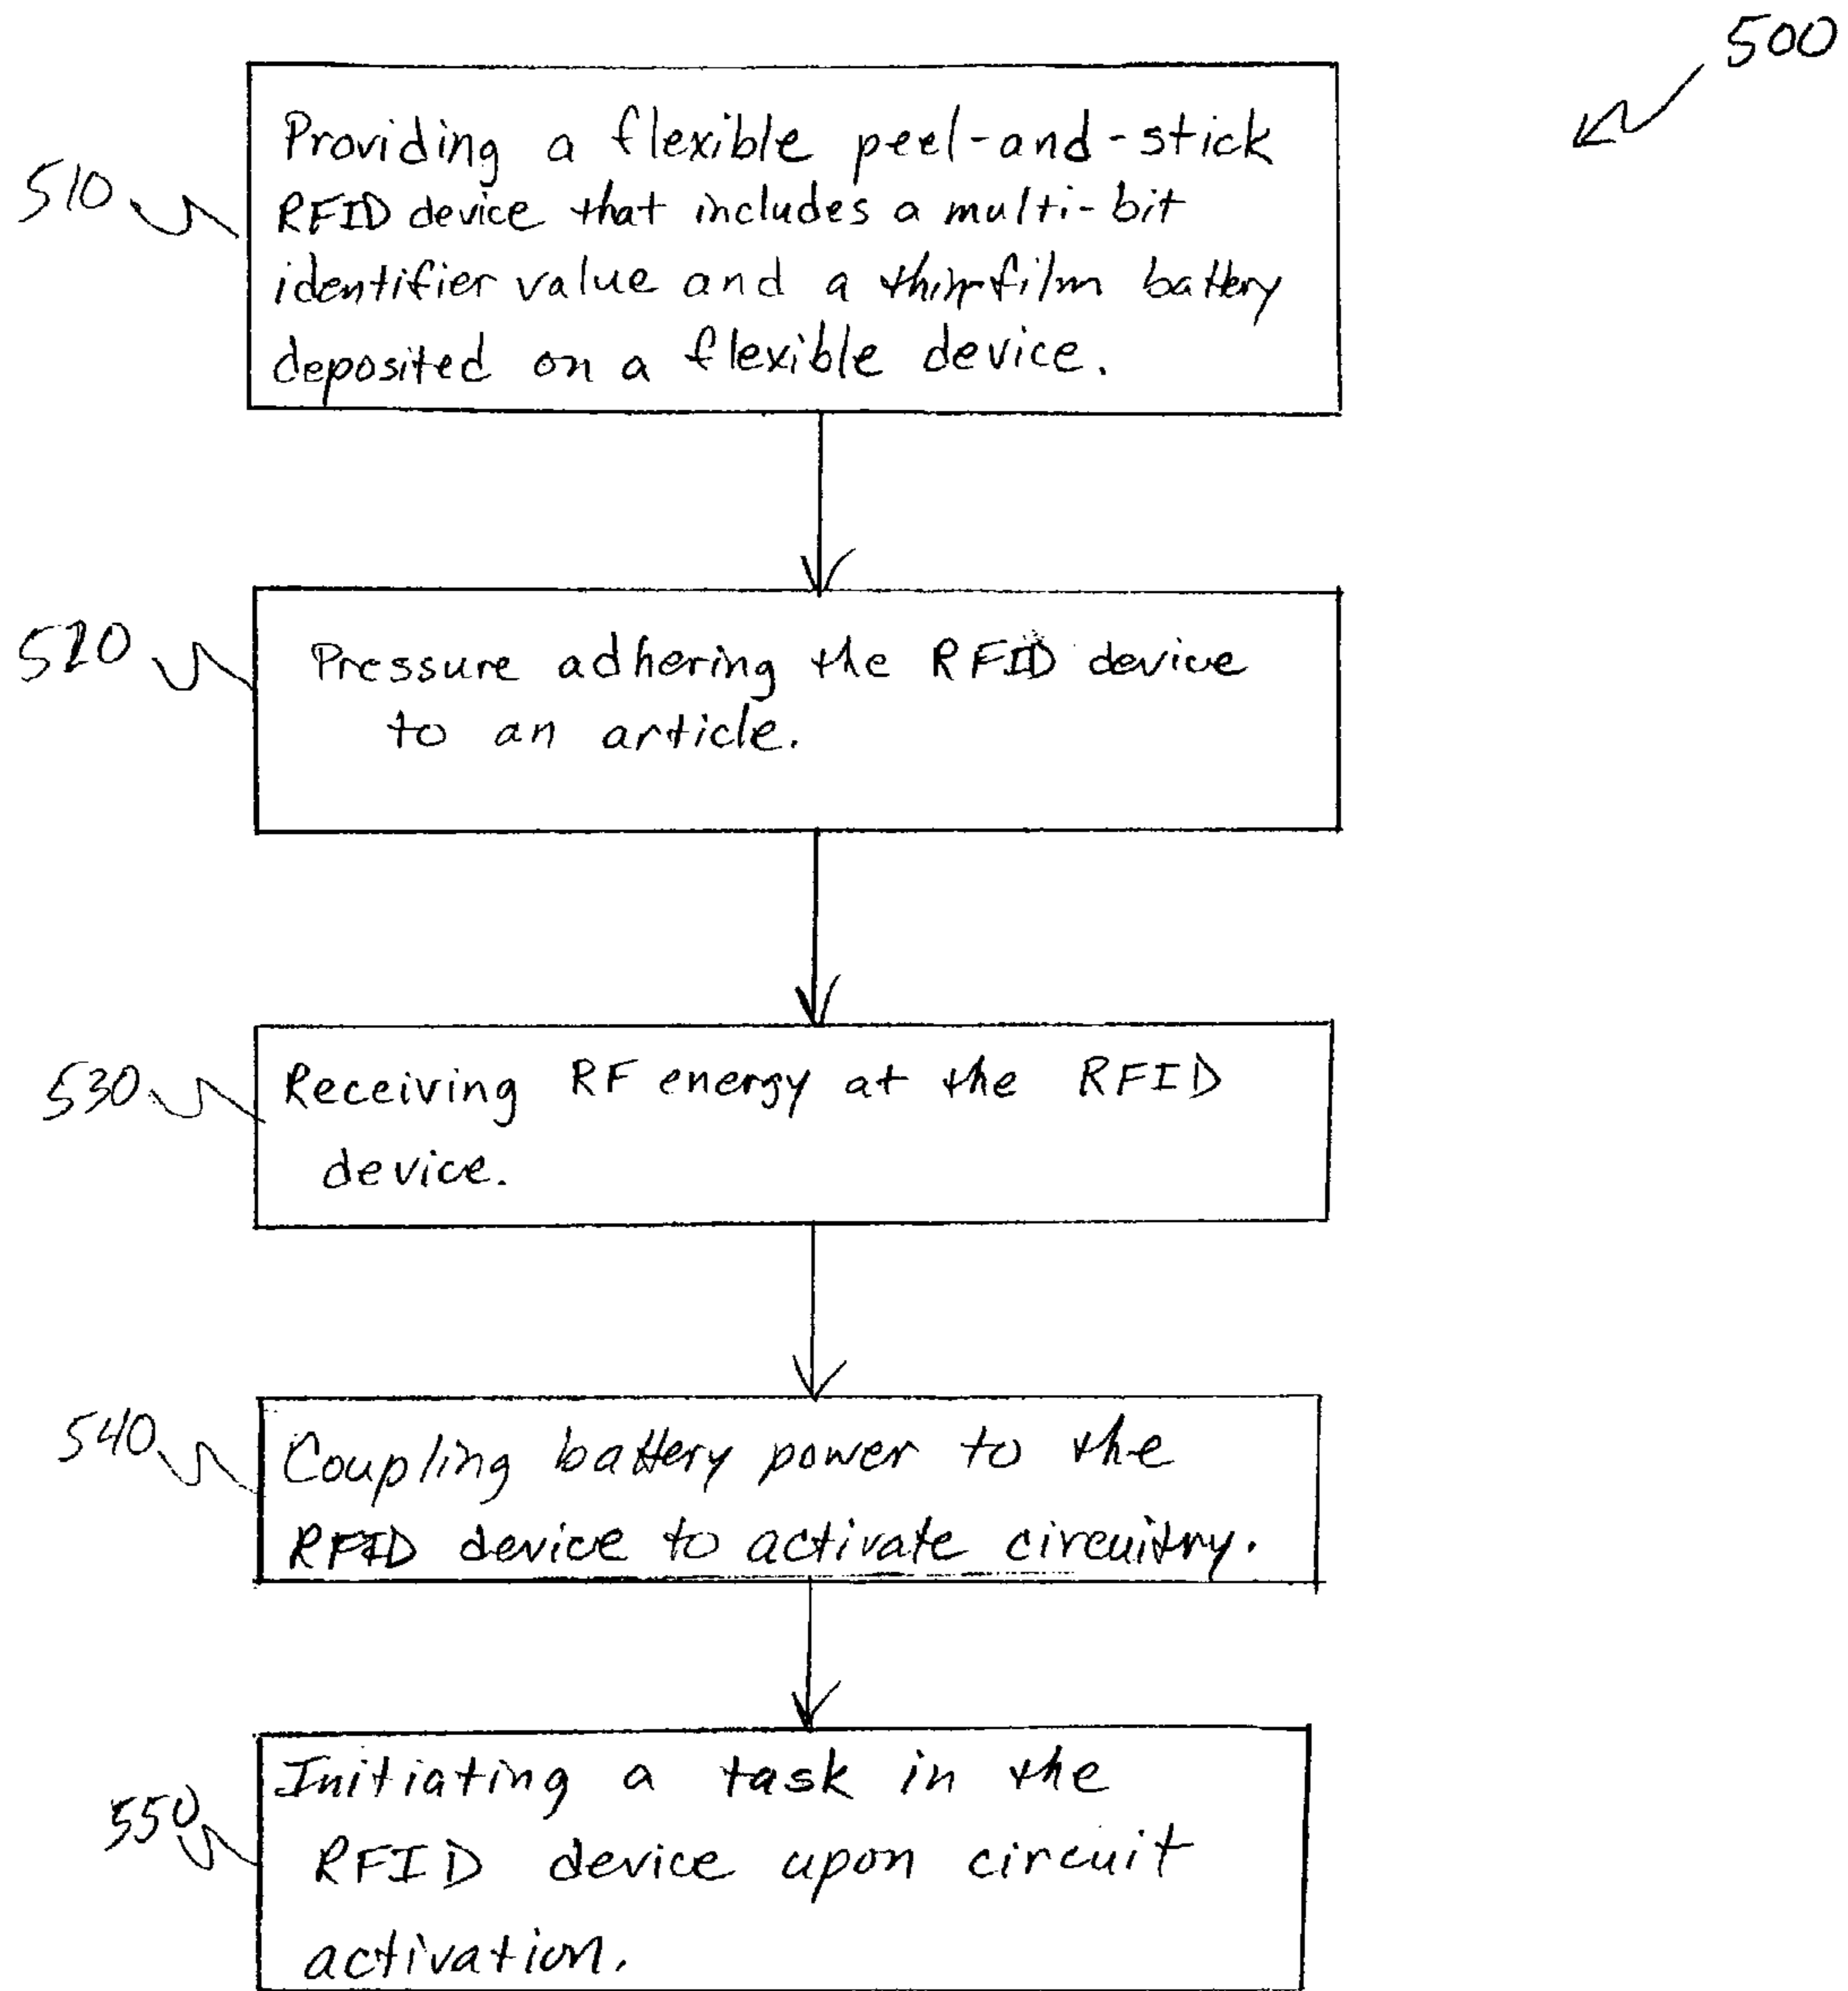 500
510
Providing a flexible peel-and-stick
RFID device that includes a multi-bit
identifier value and a thin-film battery
deposited on a flexible device.
520
Pressure adhering the RFID device
to an article.
530
Receiving RF energy at the RFID
device.
540
Coupling battery power to the
RFID device to activate circuitry.
550
Initiating a task in the
RFID device upon circuit
activation.